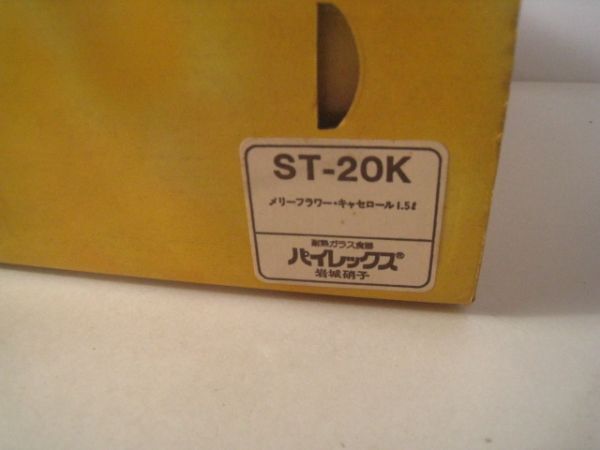 ST-20K
メリーフラワー・キャセロール1.5ℓ
耐熱ガラス食器
パイレックス®
岩城硝子